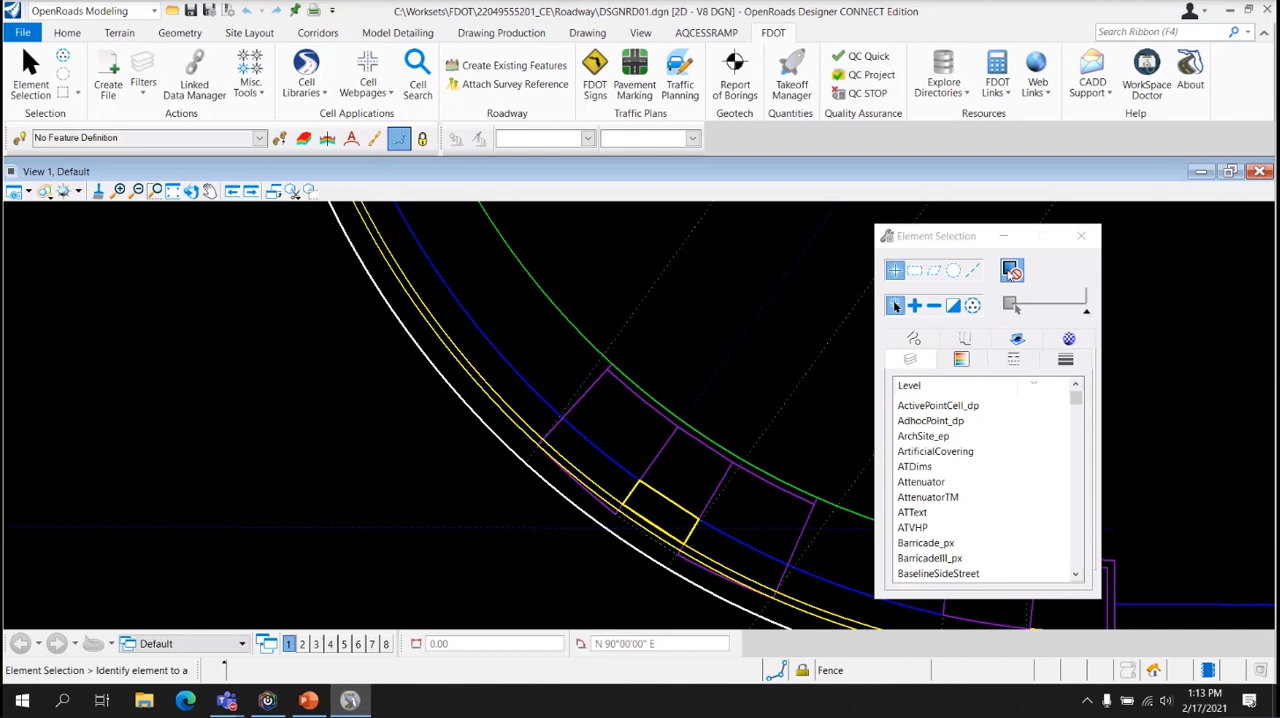 OpenRoads Modeling
C:\Worksets\FDOT\22049555201_CE\Roadway\DSGNRD01.dgn [2D - V8 DGN] - OpenRoads Designer CONNect Edition
File Home Terrain Geometry Site Layout Corridors Model Detailing Drawing Production Drawing View AQCESSRAMP FDOT
Search Ribbon (F4)
Element Selection
Create File
Filters
Linked Data Manager
Misc. Tools
Cell Libraries
Cell Webpages
Cell Search
Create Existing Features
Attach Survey Reference
FDOT Signs
Pavement Marking
Traffic Planning
Report of Borings
Takeoff Manager
QC Quick
QC Project
QC STOP
Explore Directories
FDOT Links
Web Links
CADD Support
WorkSpace Doctor
About
Selection Actions Cell Applications Roadway Traffic Plans Geotech Quantities Quality Assurance Resources Help
No Feature Definition
View 1, Default
Element Selection
Level
ActivePointCell_dp
AdhocPoint_dp
ArchSite_ep
ArtificialCovering
ATDims
Attenuator
AttenuatorTM
ATText
ATVHP
Barricade_px
BarricadeIII_px
BaselineSideStreet
Default
1 2 3 4 5 6 7 8
0.00
N 90°00'00" E
Element Selection > Identify element to a
Fence
1:13 PM
2/17/2021